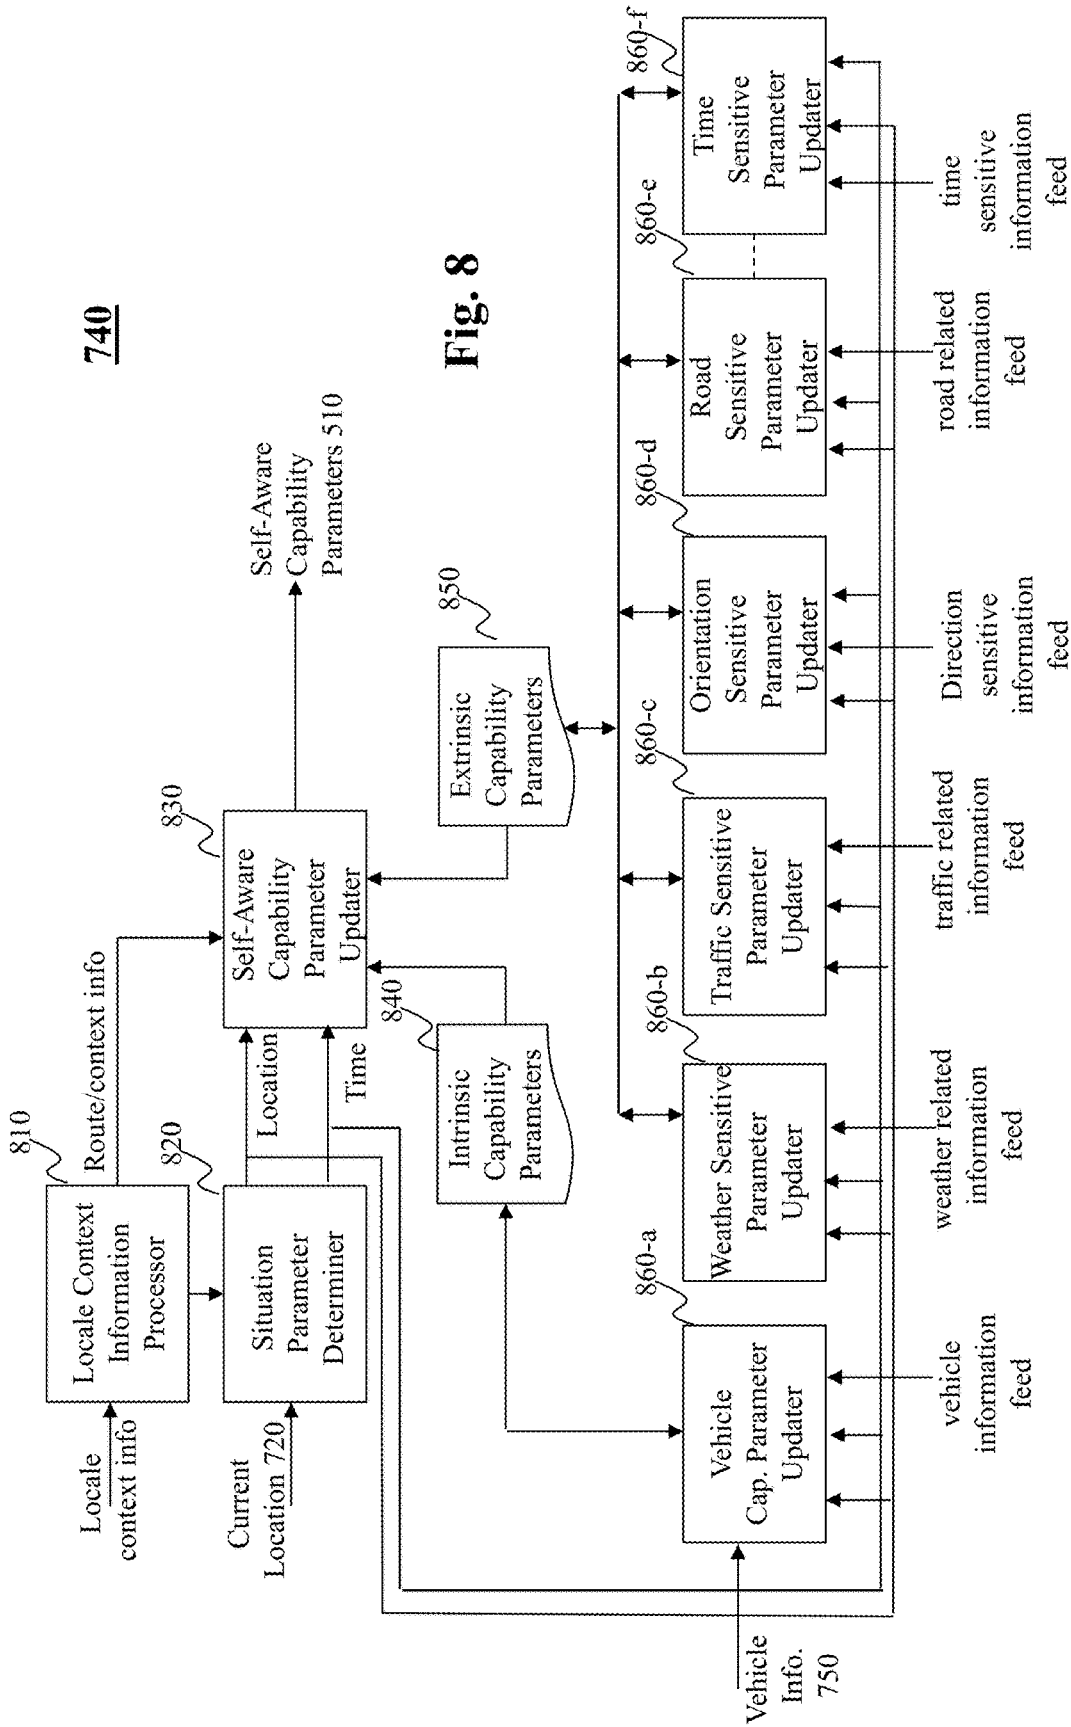 740
Fig. 8
Locale
context info
810
Locale Context
Information
Processor
Route/context info
Current
Location 720
820
Situation
Parameter
Determiner
Location
Time
830
Self-Aware
Capability
Parameter
Updater
Self-Aware
Capability
Parameters 510
840
Intrinsic
Capability
Parameters
850
Extrinsic
Capability
Parameters
Vehicle
Info.
750
860-a
Vehicle
Cap. Parameter
Updater
860-b
Weather Sensitive
Parameter
Updater
860-c
Traffic Sensitive
Parameter
Updater
860-d
Orientation
Sensitive
Parameter
Updater
860-e
Road
Sensitive
Parameter
Updater
860-f
Time
Sensitive
Parameter
Updater
vehicle
information
feed
weather related
information
feed
traffic related
information
feed
Direction
sensitive
information
feed
road related
information
feed
time
sensitive
information
feed